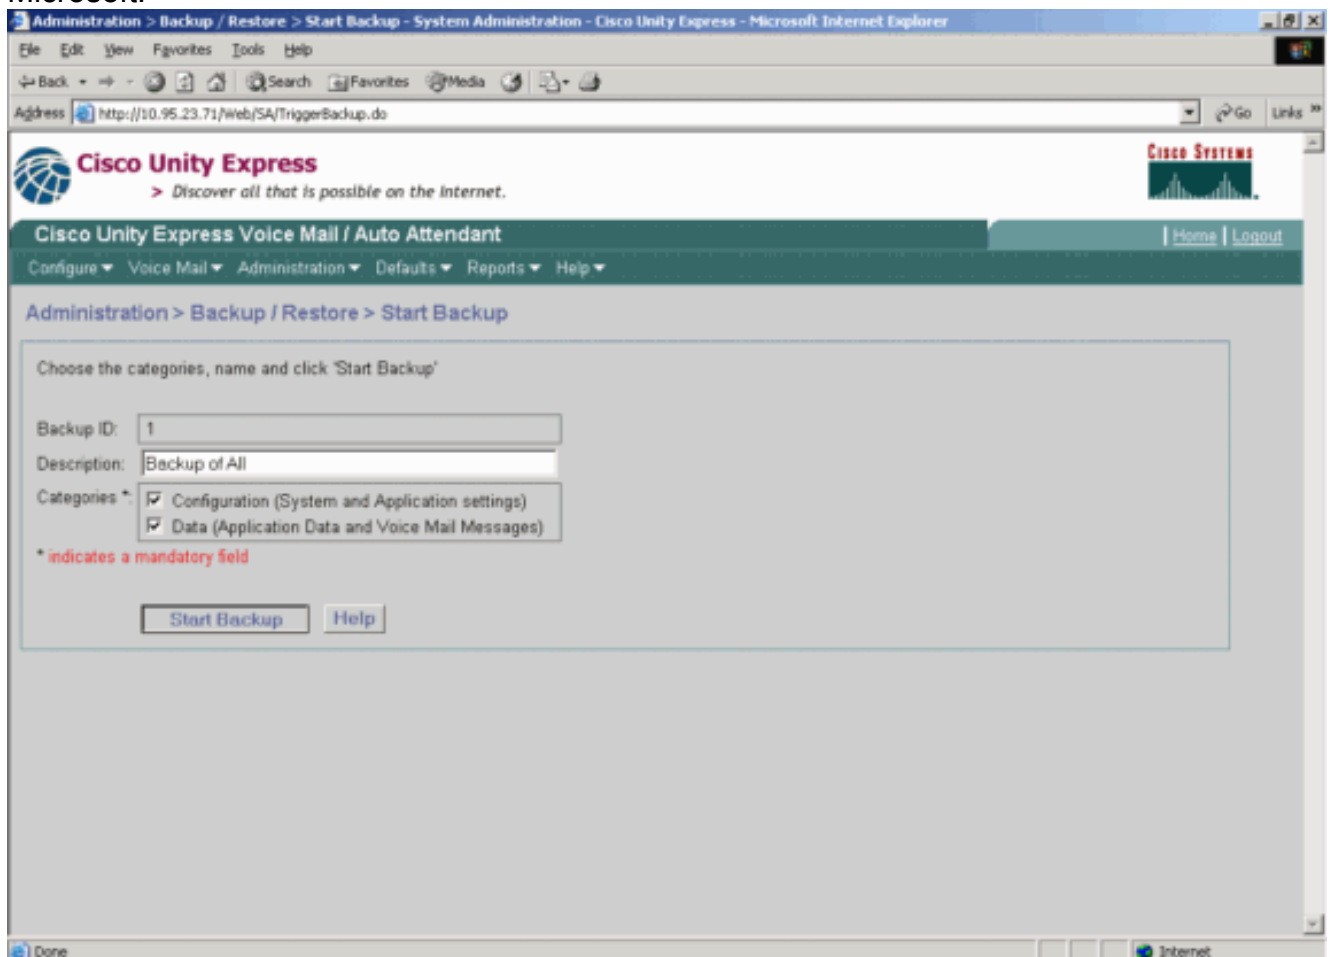 Microsoft.
Administration > Backup / Restore > Start Backup - System Administration - Cisco Unity Express - Microsoft Internet Explorer
File Edit View Favorites Tools Help
Back Search Favorites Media
Address http://10.95.23.71/Web/SA/TriggerBackup.do Go Links »
Cisco Unity Express
> Discover all that is possible on the Internet.
CISCO SYSTEMS
Cisco Unity Express Voice Mail / Auto Attendant
| Home | Logout
Configure Voice Mail Administration Defaults Reports Help
Administration > Backup / Restore > Start Backup
Choose the categories, name and click 'Start Backup'
Backup ID: 1
Description: Backup of All
Categories *: Configuration (System and Application settings)
Data (Application Data and Voice Mail Messages)
* indicates a mandatory field
Start Backup Help
Done Internet